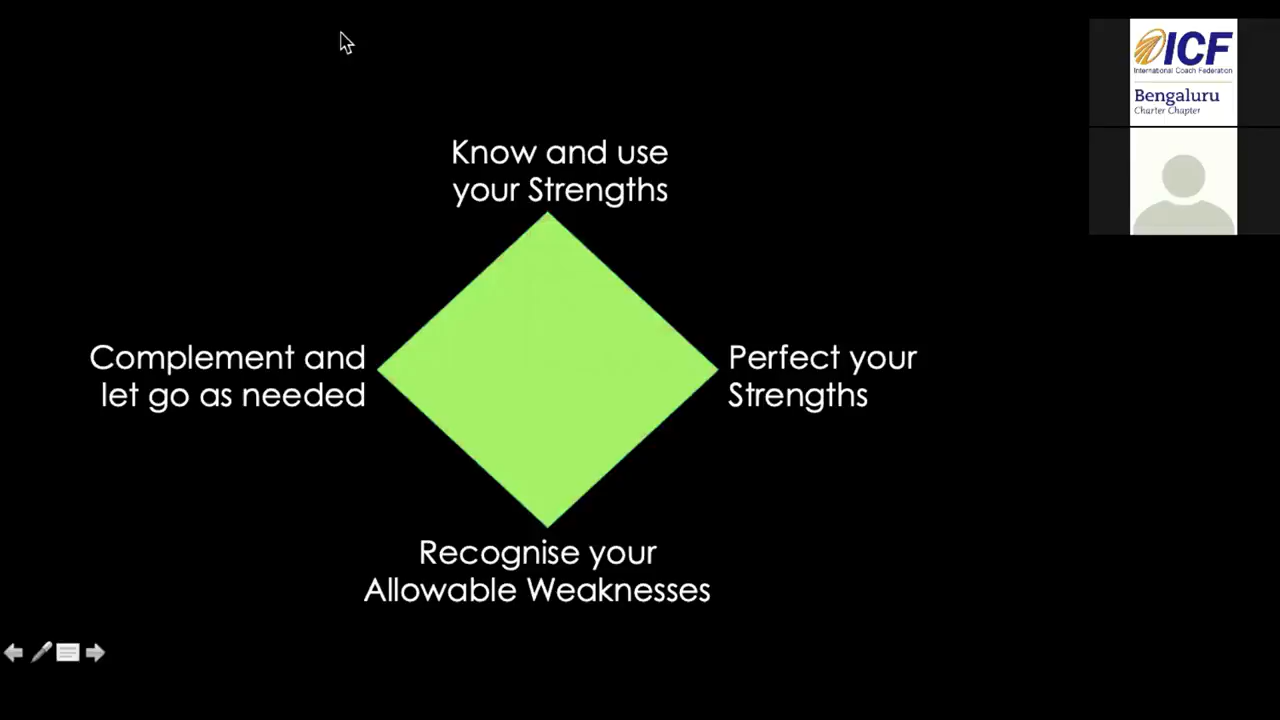 Know and use
your Strengths
Complement and
let go as needed
Perfect your
Strengths
Recognise your
Allowable Weaknesses
ICF
International Coach Federation
Bengaluru
Charter Chapter